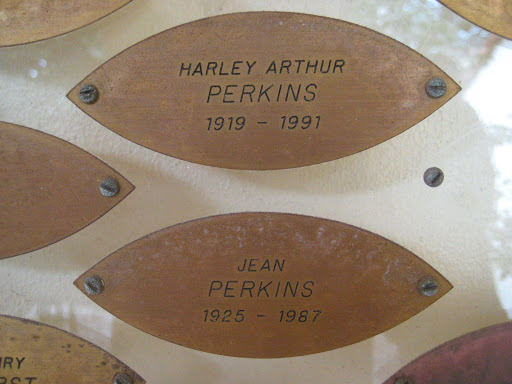 HARLEY ARTHUR
PERKINS
1919 - 1991
JEAN
PERKINS
1925 - 1987